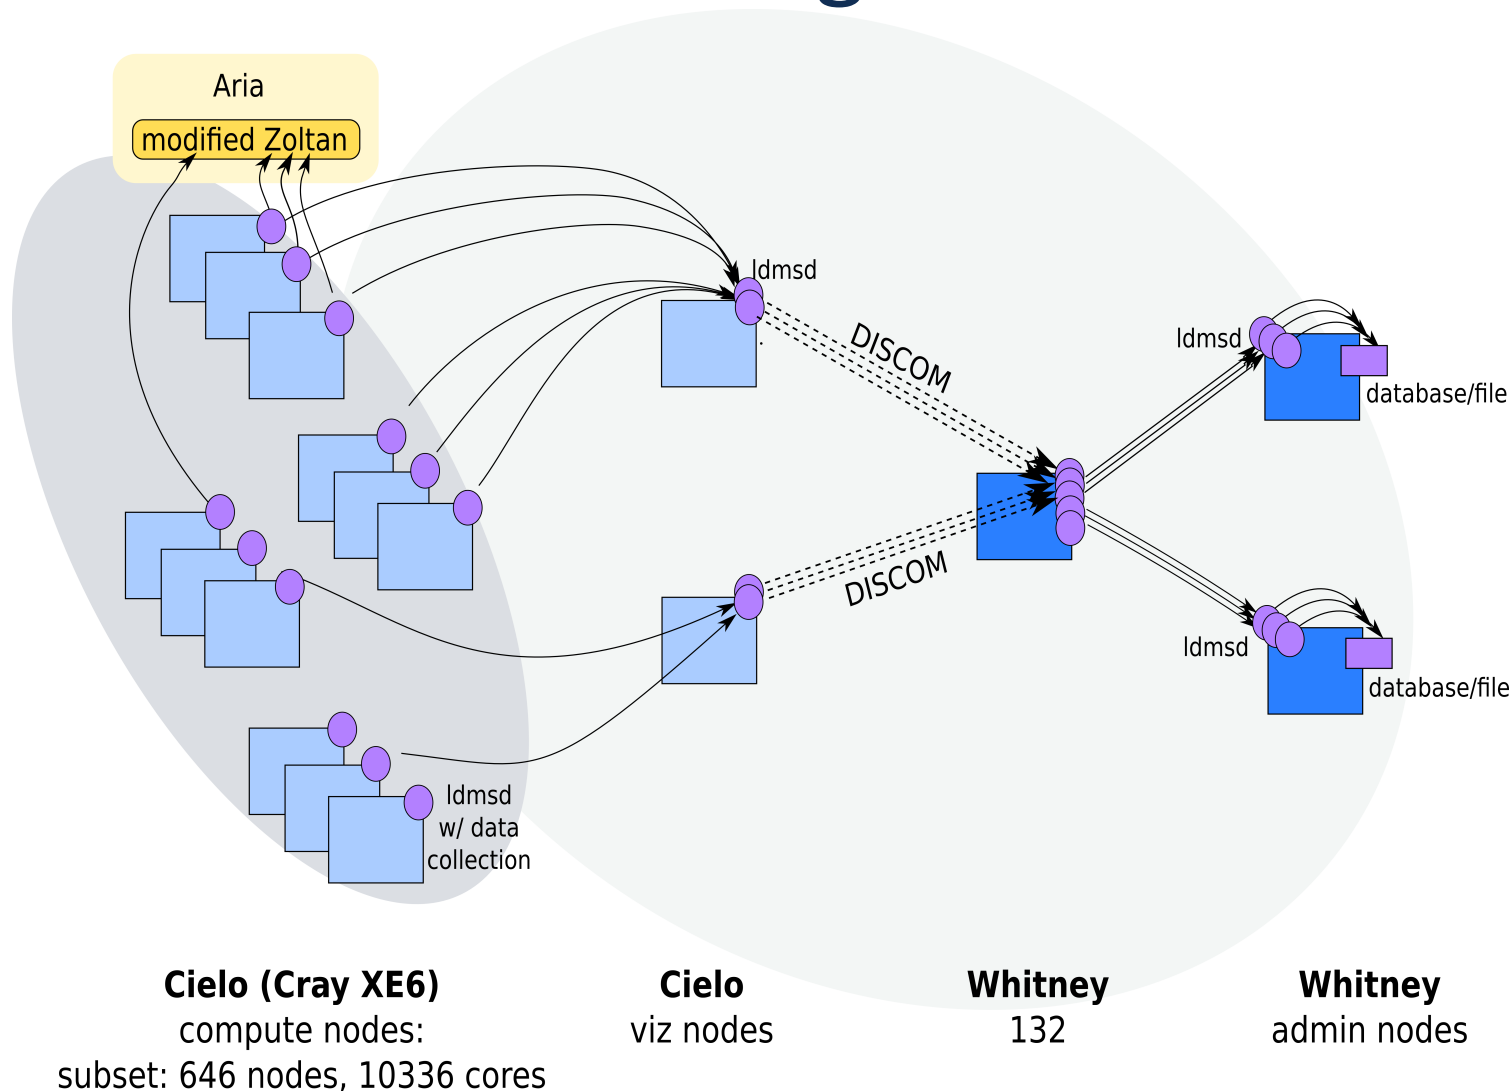 Aria
modified Zoltan
ldmsd
DISCOM
ldmsd
database/file
DISCOM
ldmsd
database/file
ldmsd
w/ data
collection
Cielo (Cray XE6)
compute nodes:
subset: 646 nodes, 10336 cores
Cielo
viz nodes
Whitney
132
Whitney
admin nodes